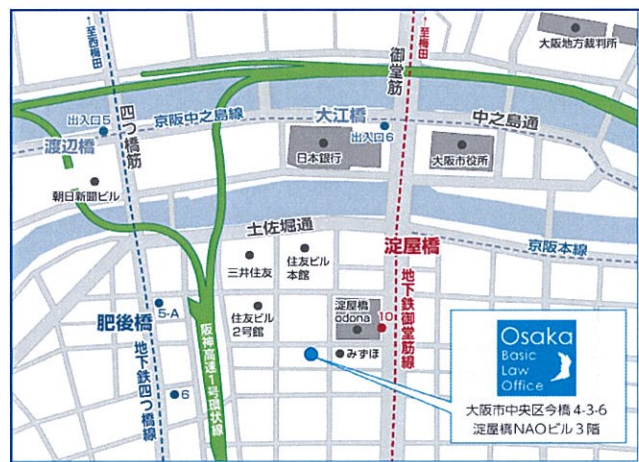 ↑至西梅田
御堂筋
↑至梅田
大阪地方裁判所
出入口5
京阪中之島線
大江橋
中之島通
渡辺橋
四つ橋筋
出入口6
日本銀行
大阪市役所
朝日新聞ビル
土佐堀通
淀屋橋
京阪本線
三井住友
住友ビル
本館
5-A
肥後橋
住友ビル
2号館
淀屋橋
odona
10
地下鉄御堂筋線
みずほ
地下鉄四つ橋線
6
阪神高速1号環状線
Osaka
Basic
Law
Office
大阪市中央区今橋4-3-6
淀屋橋NAOビル3階